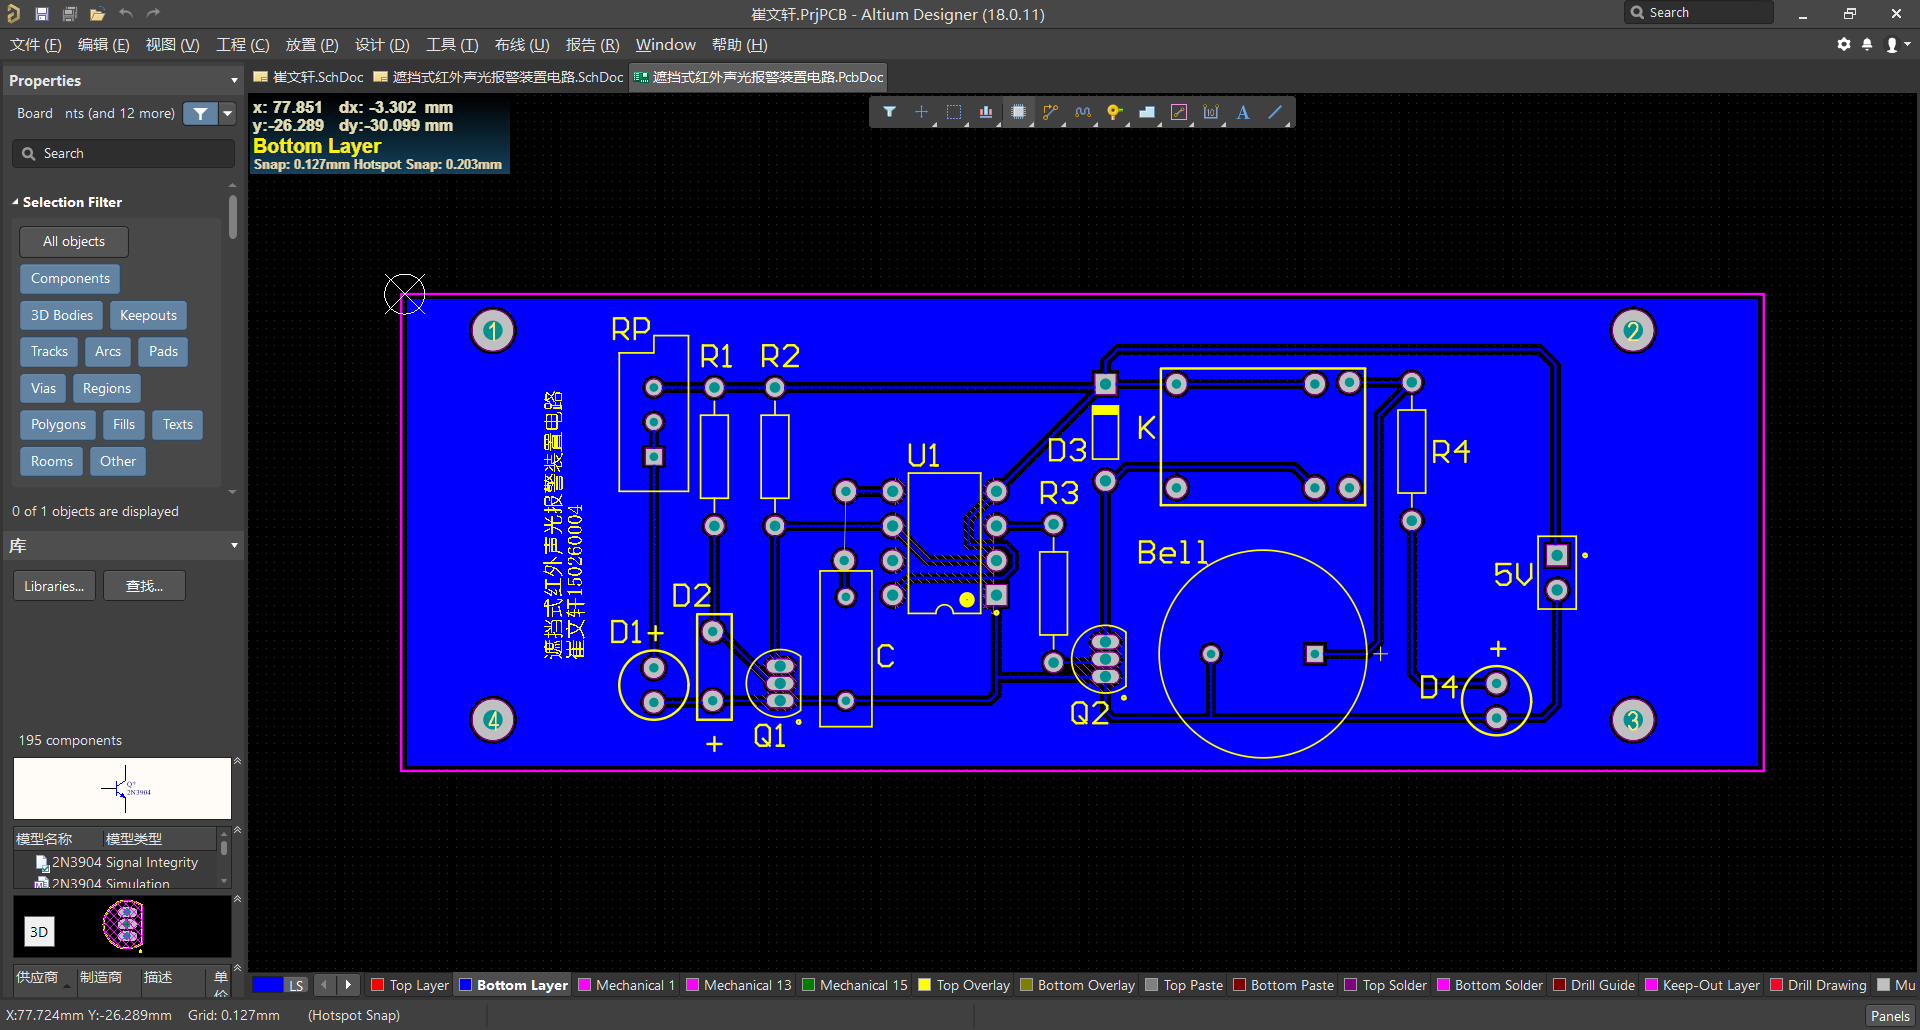 崔文轩.PrjPCB - Altium Designer (18.0.11)
Search
文件 (F) 编辑 (E) 视图 (V) 工程 (C) 放置 (P) 设计 (D) 工具 (T) 布线 (U) 报告 (R) Window 帮助 (H)
Properties
崔文轩.SchDoc
遮挡式红外声光报警装置电路.SchDoc
遮挡式红外声光报警装置电路.PcbDoc
Board nts (and 12 more)
Search
Selection Filter
All objects
Components
3D Bodies Keepouts
Tracks Arcs Pads
Vias Regions
Polygons Fills Texts
Rooms Other
0 of 1 objects are displayed
库
Libraries... 查找...
195 components
Q?
2N3904
模型名称 模型类型
2N3904 Signal Integrity
2N3904 Simulation
3D
供应商 制造商 描述 单价
x: 77.851 dx: -3.302 mm
y:-26.289 dy:-30.099 mm
Bottom Layer
Snap: 0.127mm Hotspot Snap: 0.203mm
1
2
RP
R1
R2
遮挡式红外声光报警装置电路
崔文轩150260004
U1
D3
K
R4
R3
Bell
5V
D2
D1+
C
+
D4
Q2
Q1
+
4
3
LS
Top Layer
Bottom Layer
Mechanical 1
Mechanical 13
Mechanical 15
Top Overlay
Bottom Overlay
Top Paste
Bottom Paste
Top Solder
Bottom Solder
Drill Guide
Keep-Out Layer
Drill Drawing
Mu
X:77.724mm Y:-26.289mm Grid: 0.127mm (Hotspot Snap)
Panels